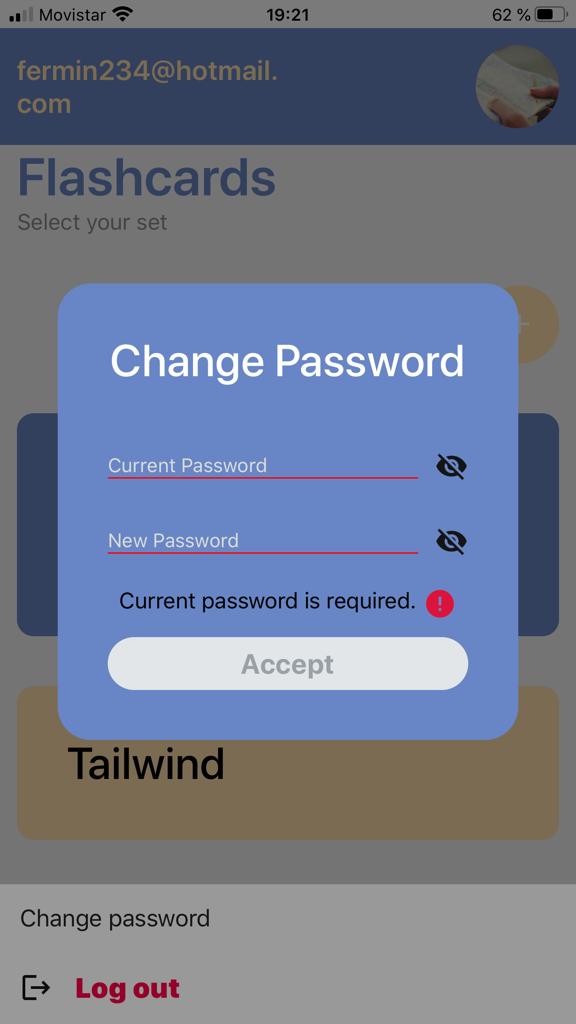 Movistar 19:21 62 %
fermin234@hotmail.
com
Flashcards
Select your set
+
Change Password
Current Password
New Password
Current password is required. !
Accept
Tailwind
Change password
Log out